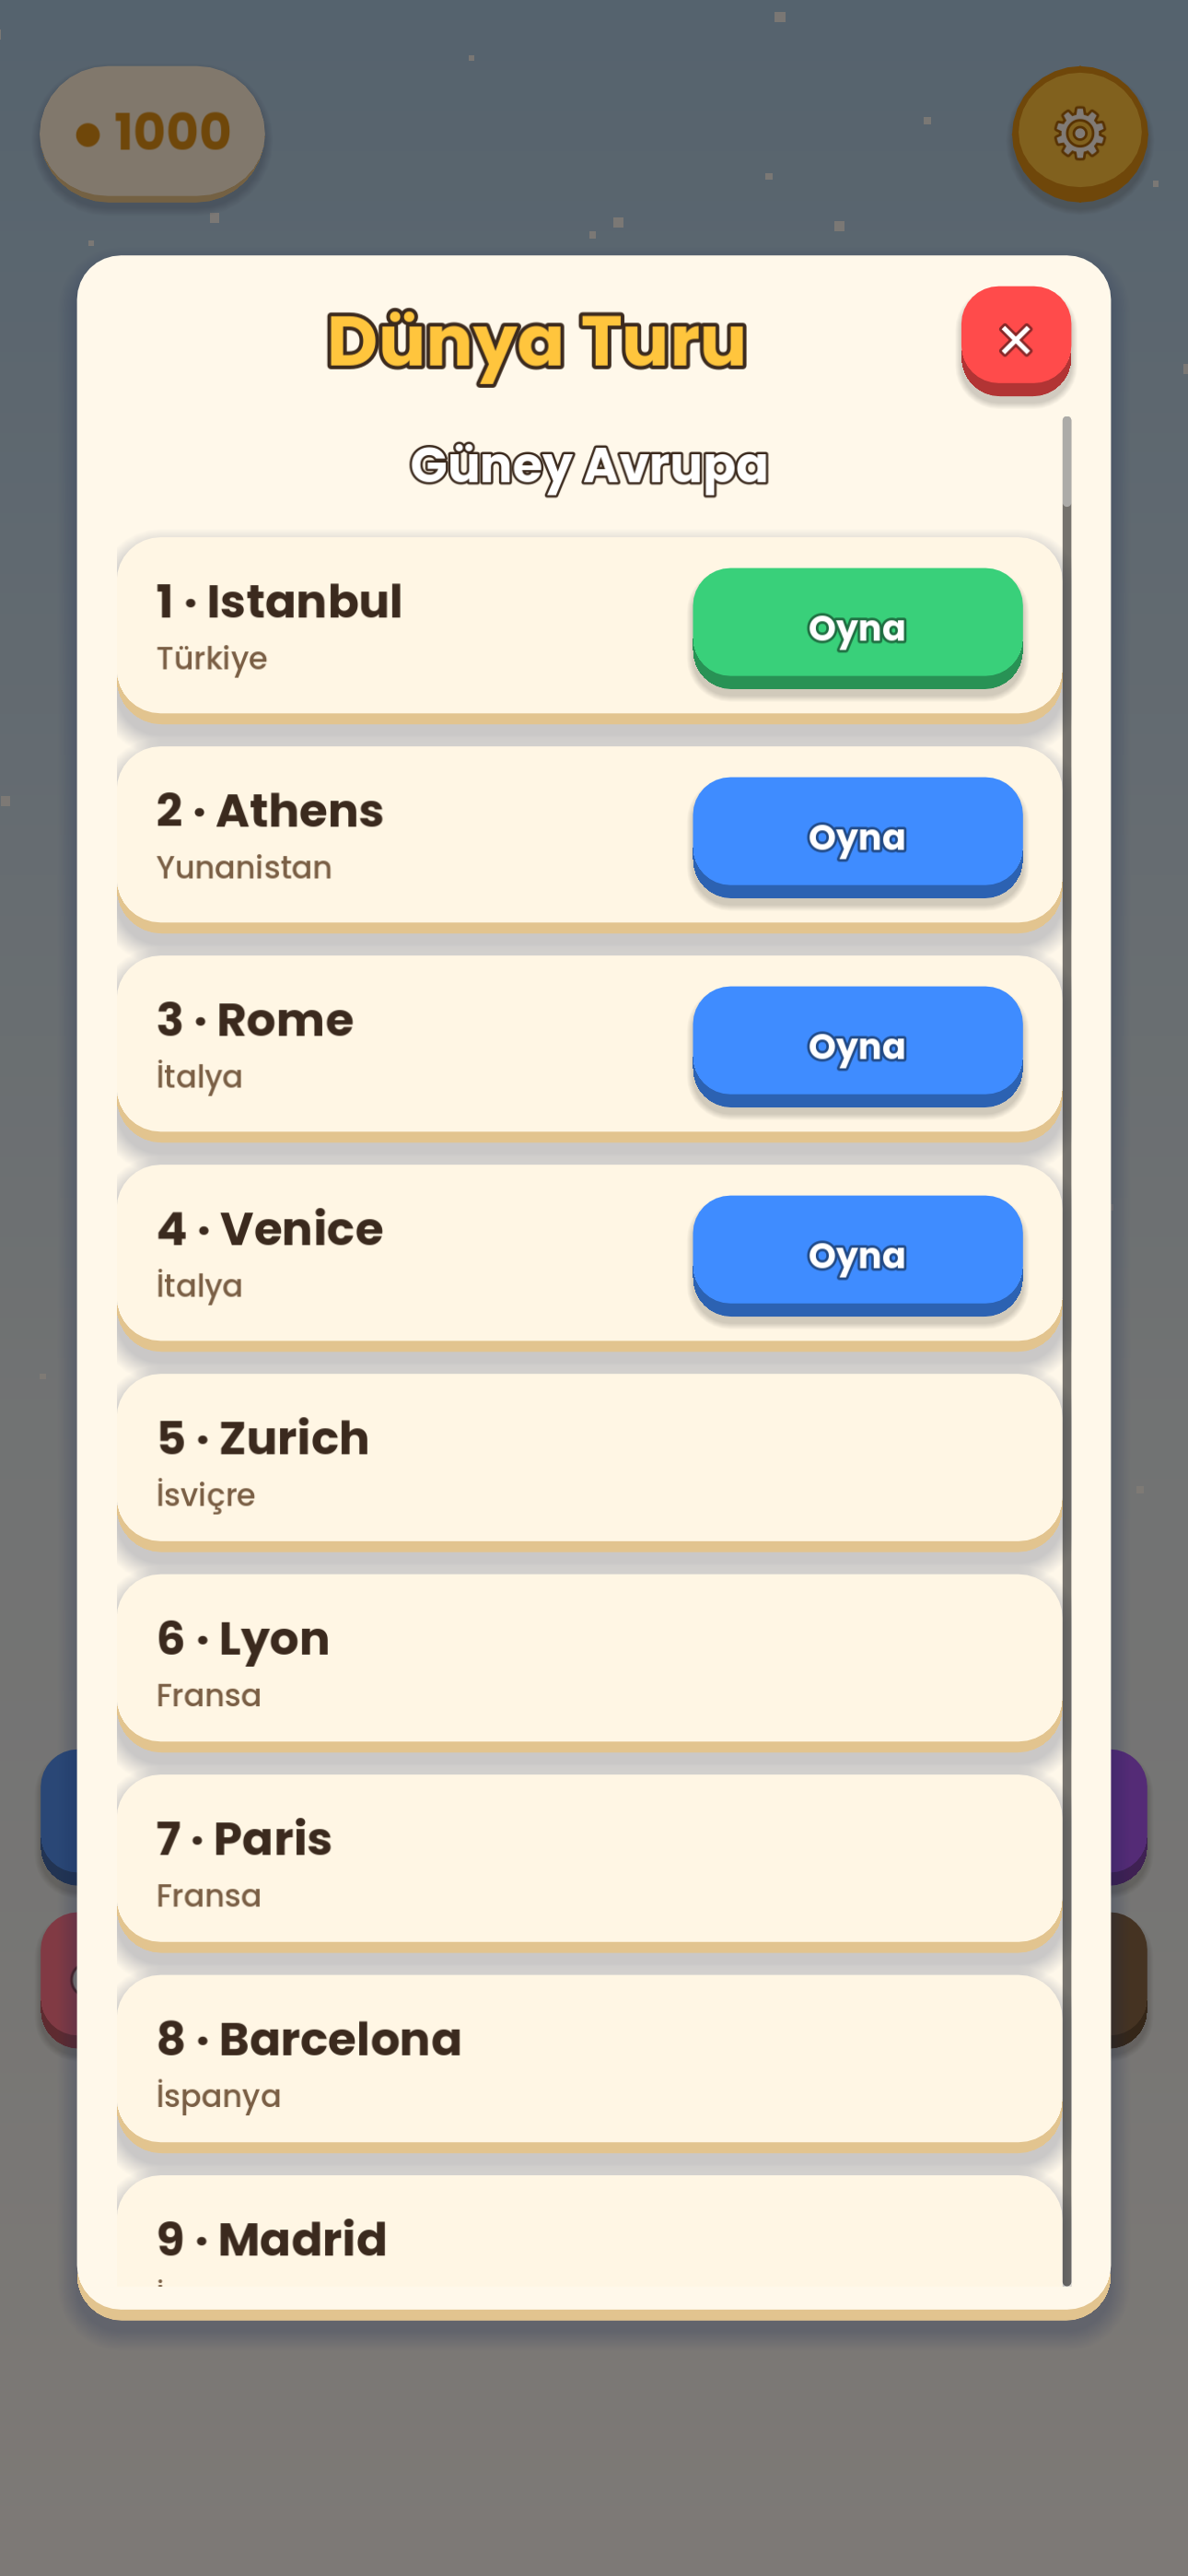 1000
Dünya Turu
Güney Avrupa
1 · Istanbul
Türkiye
Oyna
2 · Athens
Yunanistan
Oyna
3 · Rome
İtalya
Oyna
4 · Venice
İtalya
Oyna
5 · Zurich
İsviçre
6 · Lyon
Fransa
7 · Paris
Fransa
8 · Barcelona
İspanya
9 · Madrid